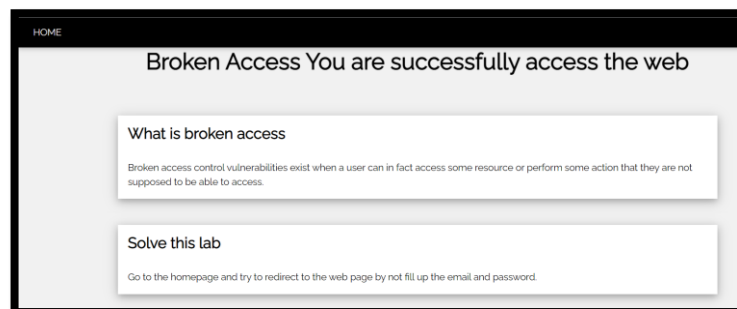 HOME
Broken Access You are successfully access the web
What is broken access
Broken access control vulnerabilities exist when a user can in fact access some resource or perform some action that they are not
supposed to be able to access.
Solve this lab
Go to the homepage and try to redirect to the web page by not fill up the email and password.